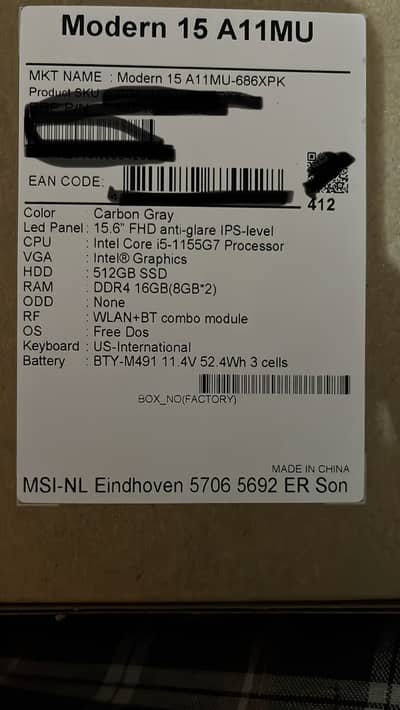 Modern 15 A11MU
MKT NAME : Modern 15 A11MU-686XPK
Product SKU
EAN CODE:
412
Color : Carbon Gray
Led Panel : 15.6" FHD anti-glare IPS-level
CPU : Intel Core i5-1155G7 Processor
VGA : Intel® Graphics
HDD : 512GB SSD
RAM : DDR4 16GB(8GB*2)
ODD : None
RF : WLAN+BT combo module
OS : Free Dos
Keyboard : US-International
Battery : BTY-M491 11.4V 52.4Wh 3 cells
BOX_NO(FACTORY)
MADE IN CHINA
MSI-NL Eindhoven 5706 5692 ER Son